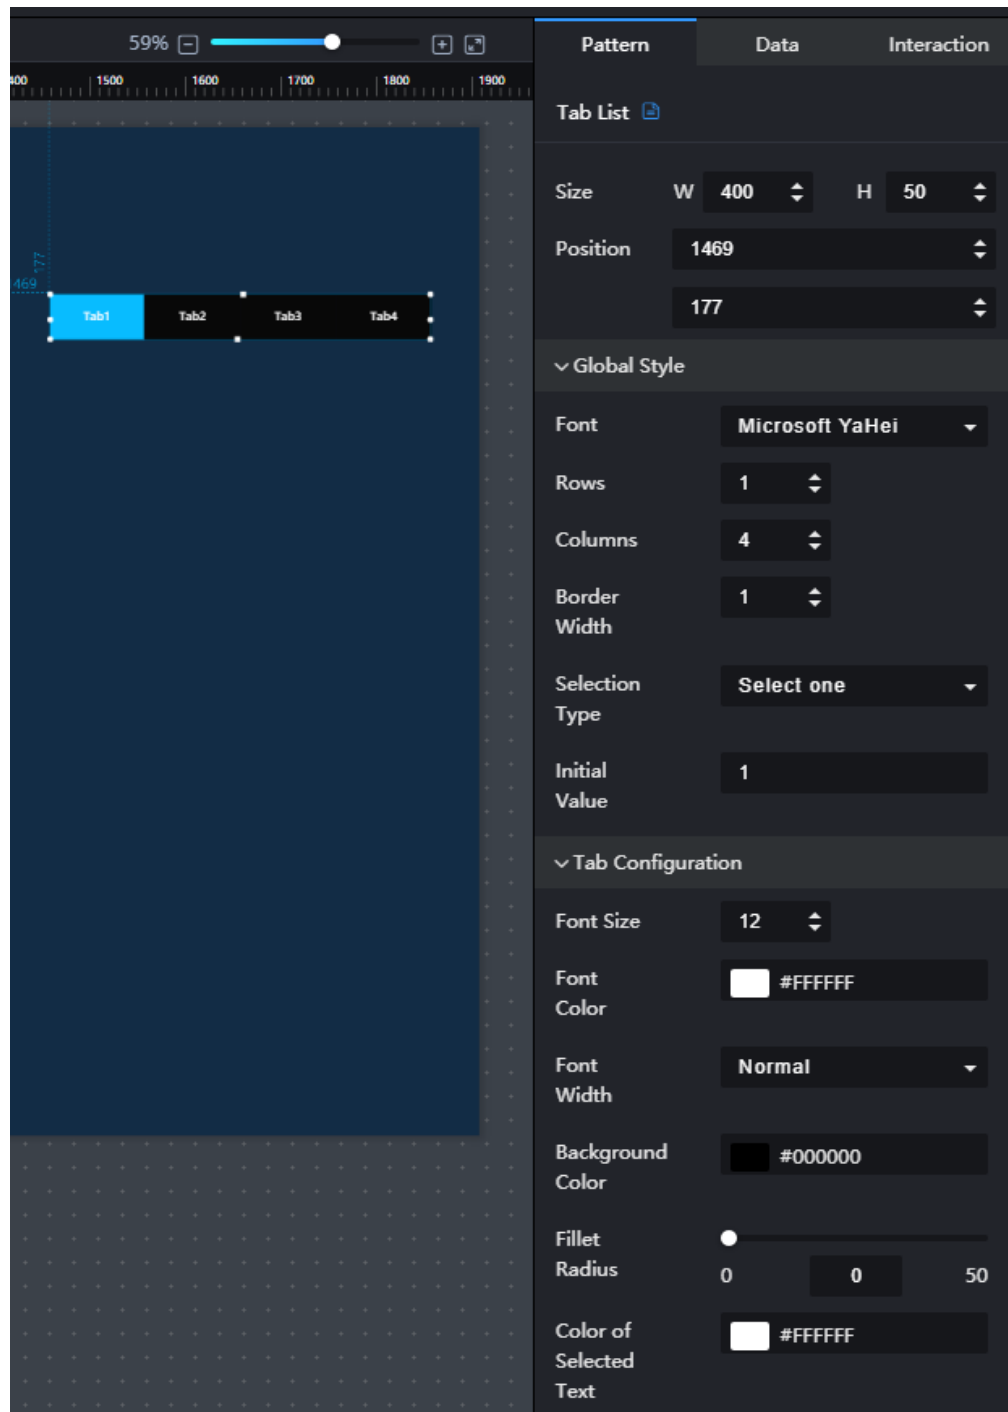 59%
Pattern Data Interaction
400 1500 1600 1700 1800 1900
Tab List
Size W 400 H 50
Position 1469
177
177
469
Tab1 Tab2 Tab3 Tab4
Global Style
Font Microsoft YaHei
Rows 1
Columns 4
Border
Width 1
Selection
Type Select one
Initial
Value 1
Tab Configuration
Font Size 12
Font
Color #FFFFFF
Font
Width Normal
Background
Color #000000
Fillet
Radius 0 0 50
Color of
Selected
Text #FFFFFF